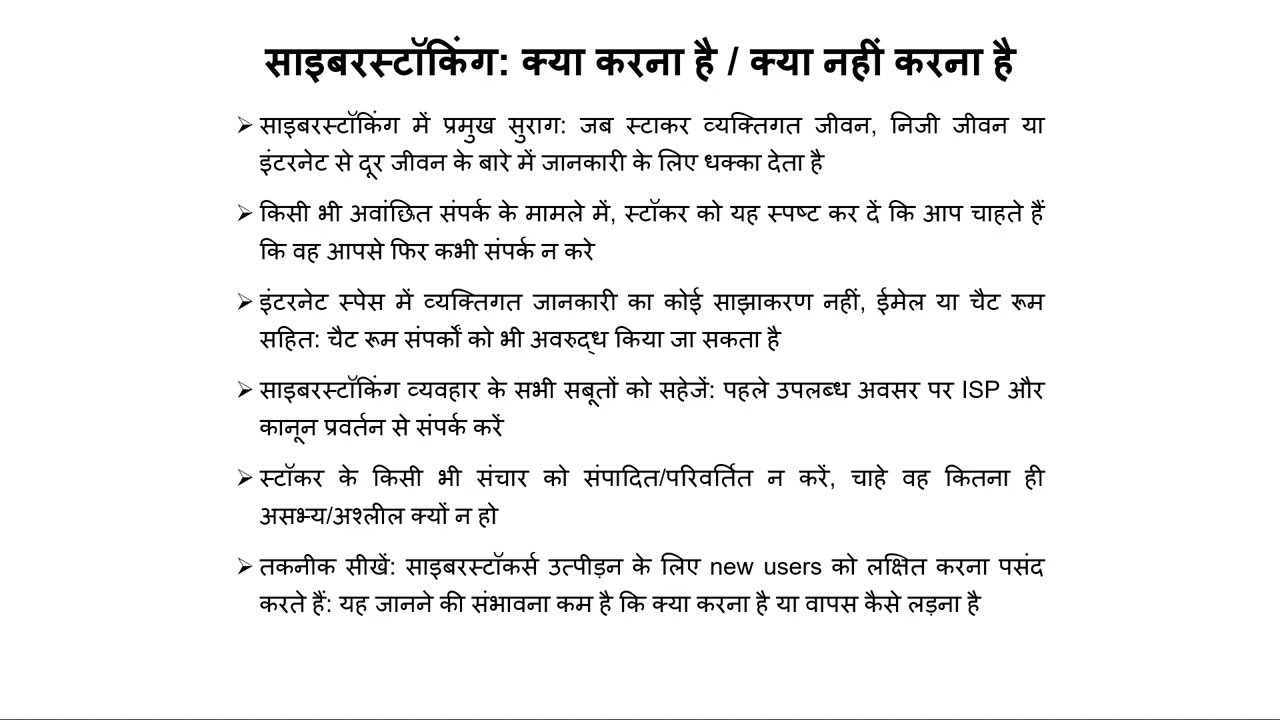 साइबरस्टॉकिंग: क्या करना है / क्या नहीं करना है
➢ साइबरस्टॉकिंग में प्रमुख सुराग: जब स्टाकर व्यक्तिगत जीवन, निजी जीवन या
इंटरनेट से दूर जीवन के बारे में जानकारी के लिए धक्का देता है
➢ किसी भी अवांछित संपर्क के मामले में, स्टॉकर को यह स्पष्ट कर दें कि आप चाहते हैं
कि वह आपसे फिर कभी संपर्क न करे
➢ इंटरनेट स्पेस में व्यक्तिगत जानकारी का कोई साझाकरण नहीं, ईमेल या चैट रूम
सहित: चैट रूम संपर्कों को भी अवरुद्ध किया जा सकता है
➢ साइबरस्टॉकिंग व्यवहार के सभी सबूतों को सहेजें: पहले उपलब्ध अवसर पर ISP और
कानून प्रवर्तन से संपर्क करें
➢ स्टॉकर के किसी भी संचार को संपादित/परिवर्तित न करें, चाहे वह कितना ही
असभ्य/अश्लील क्यों न हो
➢ तकनीक सीखें: साइबरस्टॉकर्स उत्पीड़न के लिए new users को लक्षित करना पसंद
करते हैं: यह जानने की संभावना कम है कि क्या करना है या वापस कैसे लड़ना है